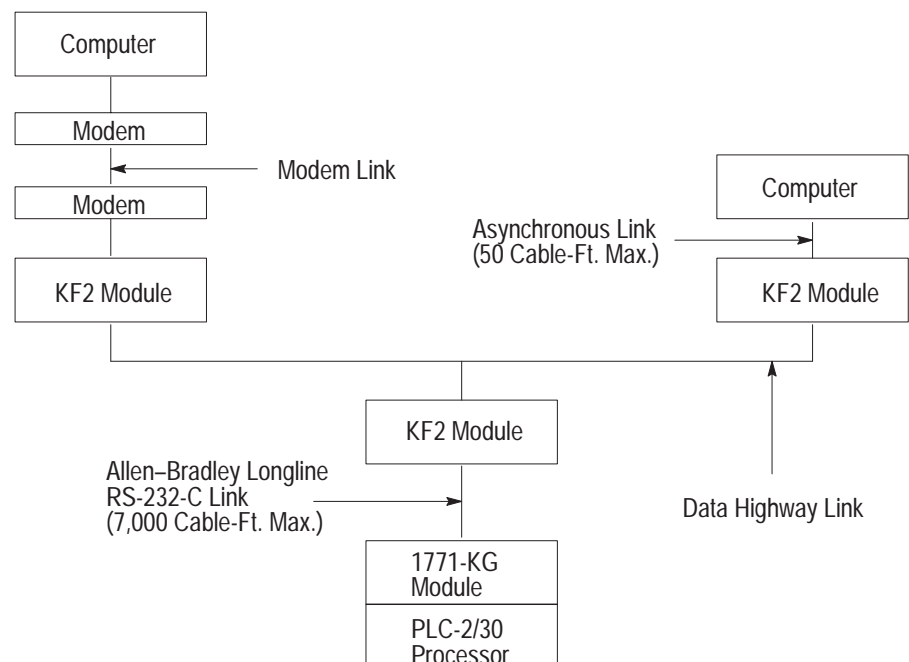 Computer
Modem
Modem Link
Modem
Computer
Asynchronous Link
(50 Cable-Ft. Max.)
KF2 Module
KF2 Module
KF2 Module
Allen–Bradley Longline
RS-232-C Link
(7,000 Cable-Ft. Max.)
Data Highway Link
1771-KG
Module
PLC-2/30
Processor